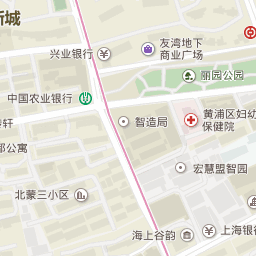 新城
兴业银行
友湾地下
商业广场
丽园公园
中国农业银行
轩
智造局
黄浦区妇幼
保健院
公寓
宏慧盟智园
北蒙三小区
海上谷韵
上海银